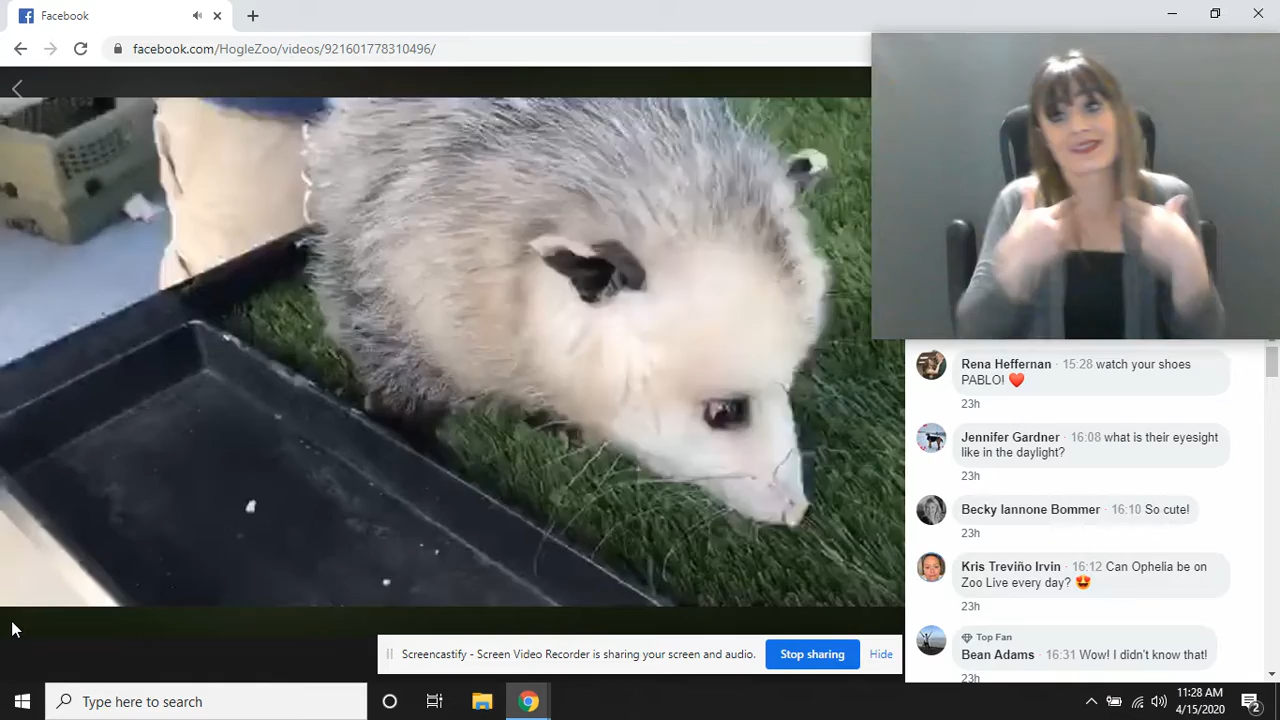 Facebook
facebook.com/HogleZoo/videos/921601778310496/
Rena Heffernan 15:28 watch your shoes
PABLO! ❤️
23h
Jennifer Gardner 16:08 what is their eyesight
like in the daylight?
23h
Becky Iannone Bommer 16:10 So cute!
23h
Kris Treviño Irvin 16:12 Can Ophelia be on
Zoo Live every day? 😍
23h
Top Fan
Bean Adams 16:31 Wow! I didn't know that!
23h
Screencastify - Screen Video Recorder is sharing your screen and audio. Stop sharing Hide
Type here to search
11:28 AM
4/15/2020
2